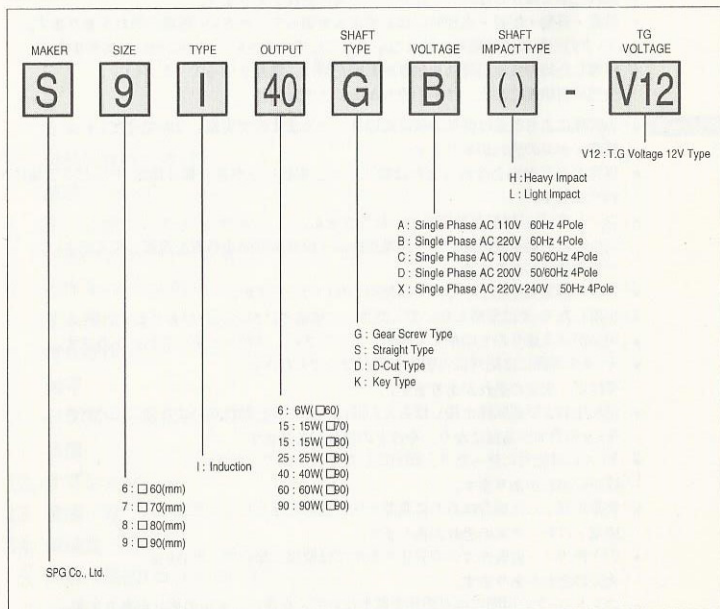 MAKER SIZE TYPE OUTPUT SHAFT TYPE VOLTAGE SHAFT IMPACT TYPE TG VOLTAGE
S 9 I 40 G B ( ) - V12
V12 : T.G Voltage 12V Type
H : Heavy Impact
L : Light Impact
A : Single Phase AC 110V 60Hz 4Pole
B : Single Phase AC 220V 60Hz 4Pole
C : Single Phase AC 100V 50/60Hz 4Pole
D : Single Phase AC 200V 50/60Hz 4Pole
X : Single Phase AC 220V-240V 50Hz 4Pole
G : Gear Screw Type
S : Straight Type
D : D-Cut Type
K : Key Type
6 : 6W(□60)
15 : 15W(□70)
15 : 15W(□80)
25 : 25W(□80)
40 : 40W(□90)
60 : 60W(□90)
90 : 90W(□90)
I : Induction
6 : □ 60(mm)
7 : □ 70(mm)
8 : □ 80(mm)
9 : □ 90(mm)
SPG Co., Ltd.